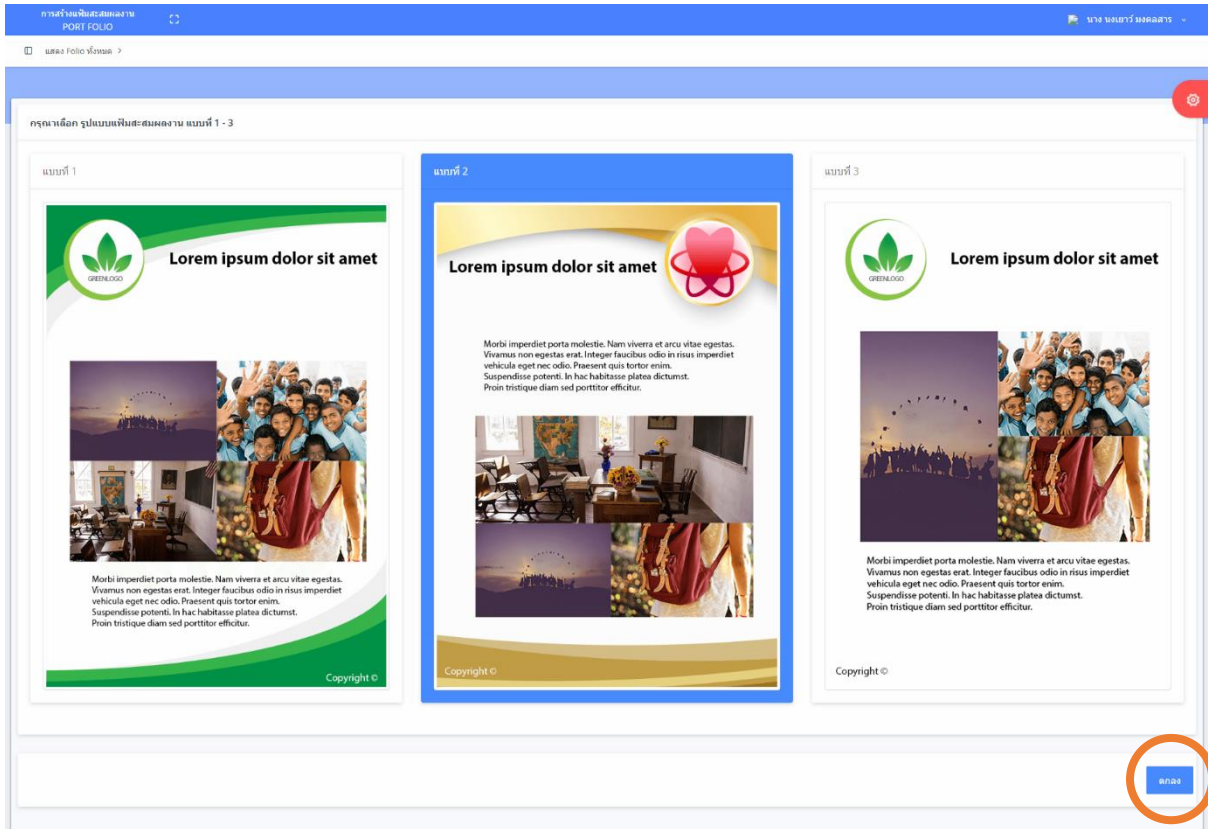 การสร้างแฟ้มสะสมผลงาน
PORT FOLIO
นาง นงเยาว์ มงคลสาร
แสดง Folio ทั้งหมด >
กรุณาเลือก รูปแบบแฟ้มสะสมผลงาน แบบที่ 1 - 3
แบบที่ 1
GREENLOGO
Lorem ipsum dolor sit amet
Morbi imperdiet porta molestie. Nam viverra et arcu vitae egestas.
Vivamus non egestas erat. Integer faucibus odio in risus imperdiet
vehicula eget nec odio. Praesent quis tortor enim.
Suspendisse potenti. In hac habitasse platea dictumst.
Proin tristique diam sed porttitor efficitur.
Copyright ©
แบบที่ 2
Lorem ipsum dolor sit amet
Morbi imperdiet porta molestie. Nam viverra et arcu vitae egestas.
Vivamus non egestas erat. Integer faucibus odio in risus imperdiet
vehicula eget nec odio. Praesent quis tortor enim.
Suspendisse potenti. In hac habitasse platea dictumst.
Proin tristique diam sed porttitor efficitur.
Copyright ©
แบบที่ 3
GREENLOGO
Lorem ipsum dolor sit amet
Morbi imperdiet porta molestie. Nam viverra et arcu vitae egestas.
Vivamus non egestas erat. Integer faucibus odio in risus imperdiet
vehicula eget nec odio. Praesent quis tortor enim.
Suspendisse potenti. In hac habitasse platea dictumst.
Proin tristique diam sed porttitor efficitur.
Copyright ©
ตกลง